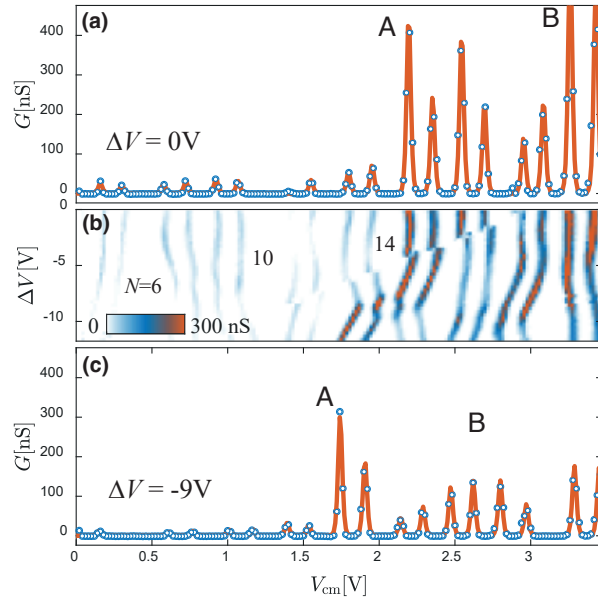 (a)
A
B
400
300
200
100
0
G[nS]
ΔV = 0V
(b)
10
14
-5
-10
ΔV[V]
N=6
0
300 nS
(c)
A
B
400
300
200
100
0
G[nS]
ΔV = -9V
0
0.5
1
1.5
2
2.5
3
V_cm[V]